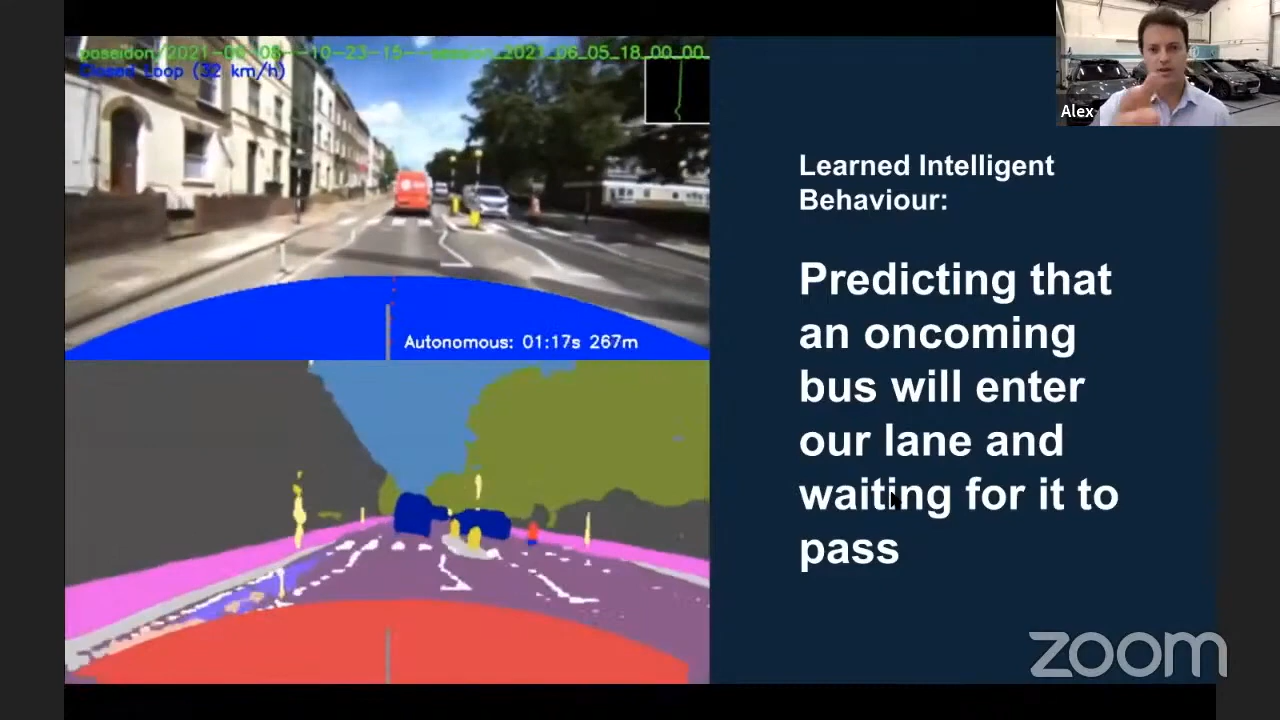 Closed Loop (32 km/h)
Autonomous: 01:17s 267m
Learned Intelligent
Behaviour:
Predicting that
an oncoming
bus will enter
our lane and
waiting for it to
pass
Alex
zoom